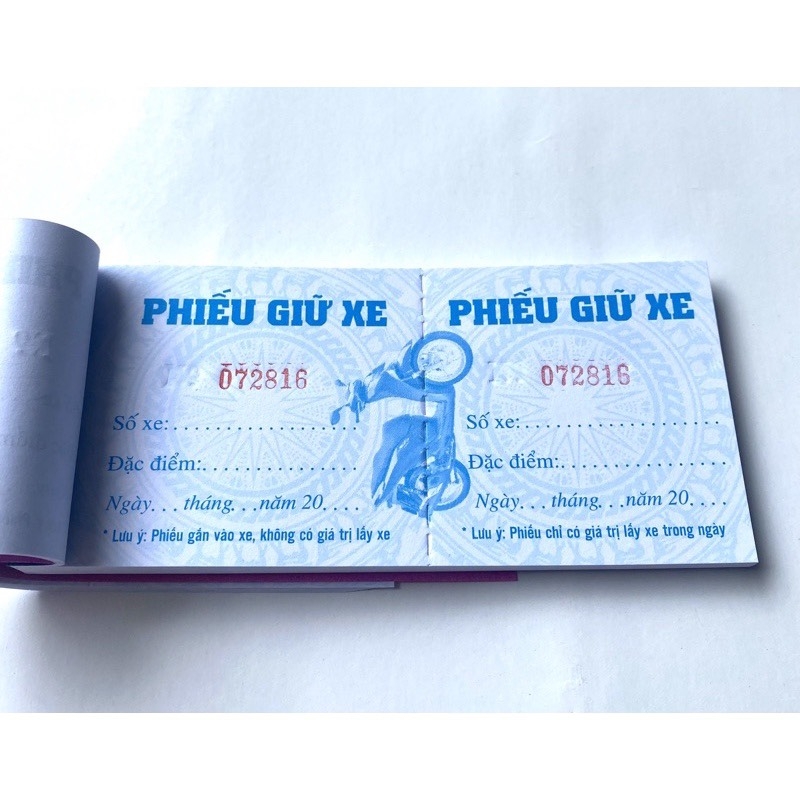 PHIẾU GIỮ XE
072816
Số xe:......................
Đặc điểm:..................
Ngày...tháng...năm 20....
* Lưu ý: Phiếu gắn vào xe, không có giá trị lấy xe
PHIẾU GIỮ XE
072816
Số xe:......................
Đặc điểm:..................
Ngày...tháng...năm 20....
* Lưu ý: Phiếu chỉ có giá trị lấy xe trong ngày